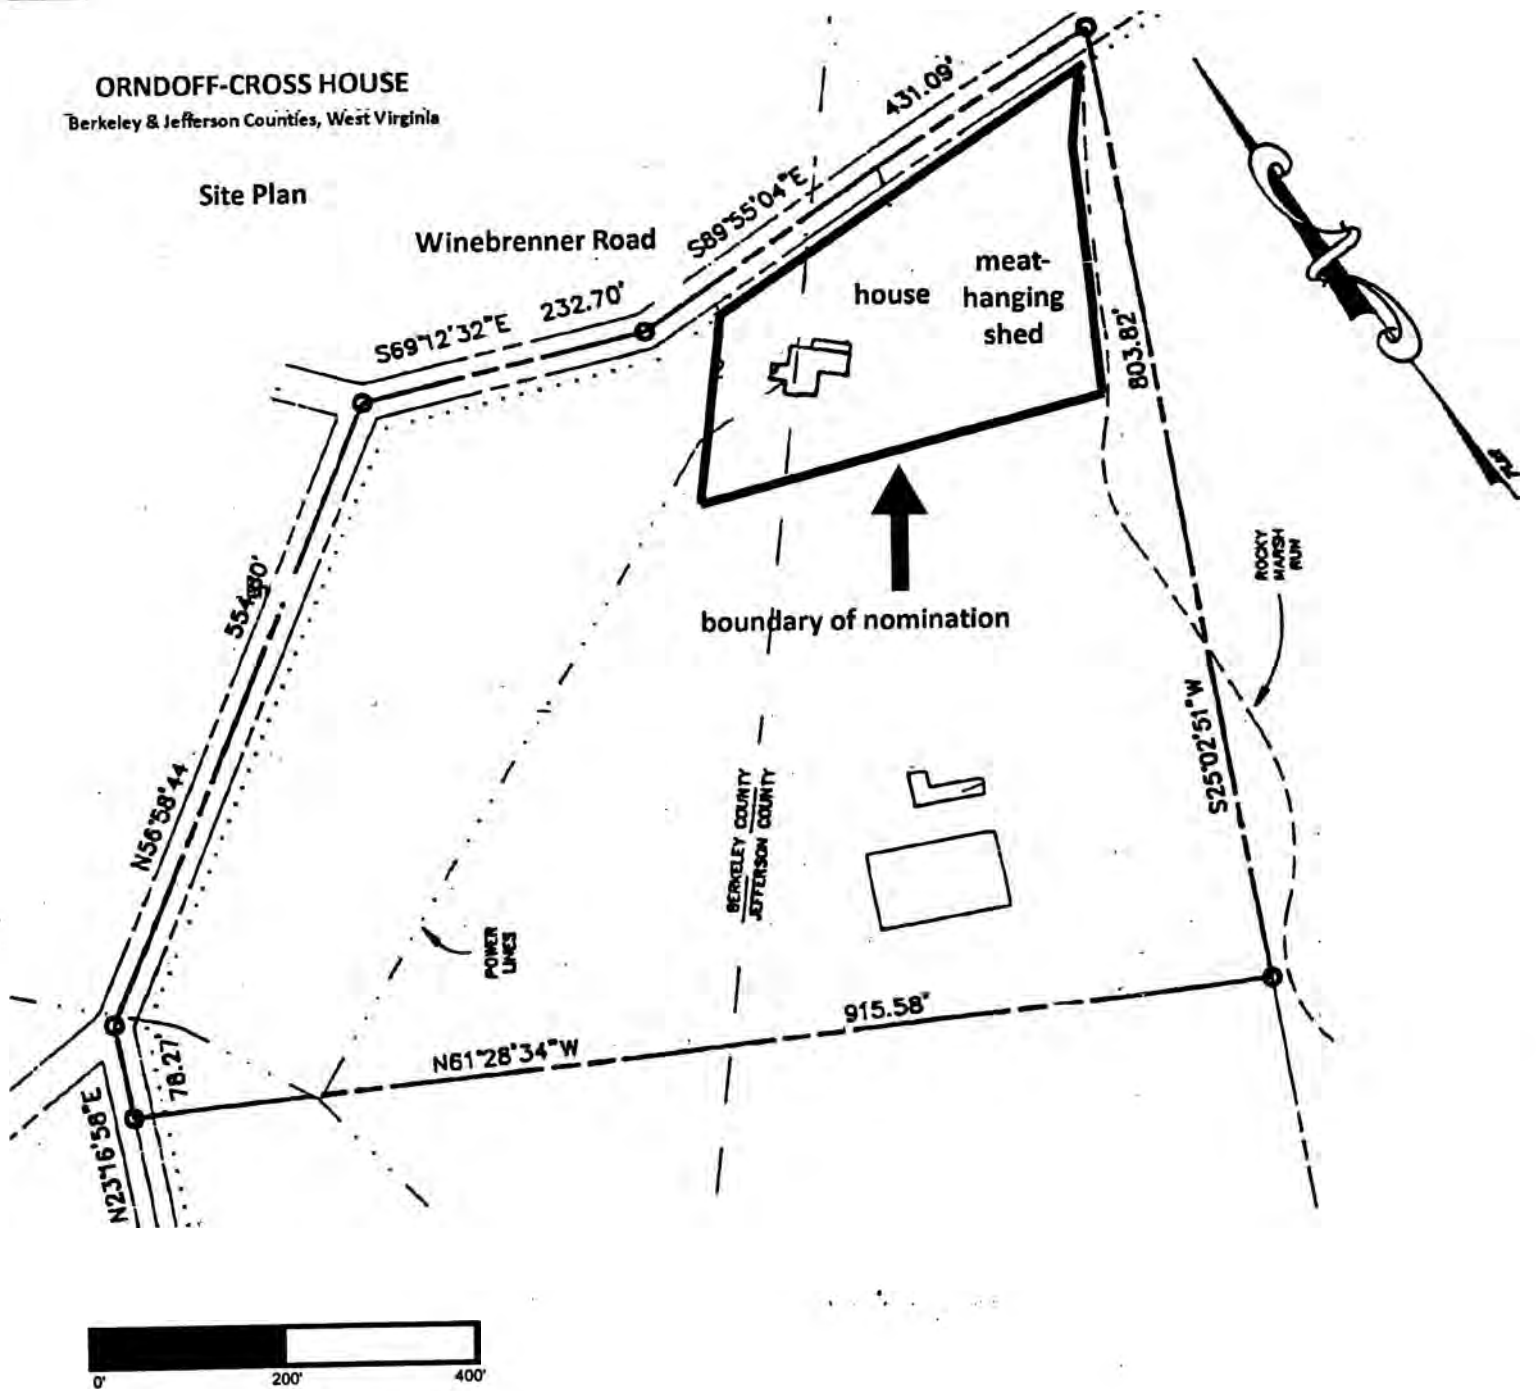 ORNDOFF-CROSS HOUSE
Berkeley & Jefferson Counties, West Virginia
Site Plan
Winebrenner Road
431.09'
S89°55'04"E
232.70'
S69°12'32"E
house
meat-
hanging
shed
803.82'
ROCKY
MARSH
RUN
boundary of nomination
S25°02'51"W
N56°58'44
BERKELEY COUNTY
JEFFERSON COUNTY
POWER
LINES
915.58'
N61°28'34"W
78.27'
N23°16'58"E
0'
200'
400'